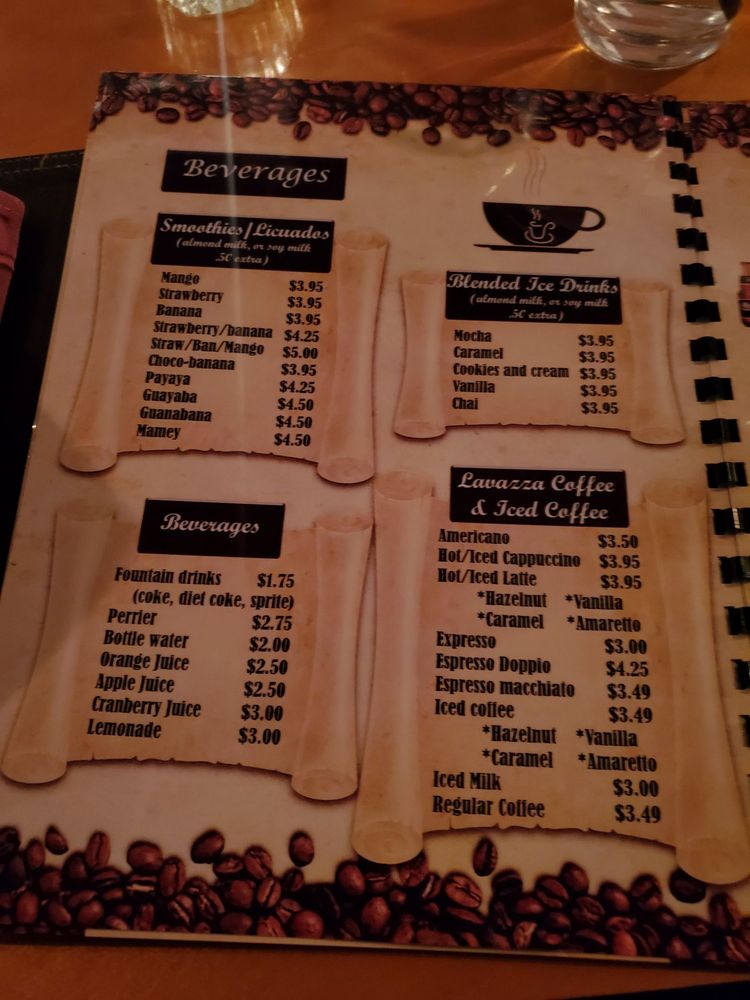 Beverages
Smoothies/Licuados
(almond milk, or soy milk
.5C extra)
Mango $3.95
Strawberry $3.95
Banana $3.95
Strawberry/banana $4.25
Straw/Ban/Mango $5.00
Choco-banana $3.95
Payaya $4.25
Guayaba $4.50
Guanabana $4.50
Mamey $4.50
Beverages
Fountain drinks $1.75
(coke, diet coke, sprite)
Perrier $2.75
Bottle water $2.00
Orange Juice $2.50
Apple Juice $2.50
Cranberry Juice $3.00
Lemonade $3.00
Blended Ice Drinks
(almond milk, or soy milk
.5C extra)
Mocha $3.95
Caramel $3.95
Cookies and cream $3.95
Vanilla $3.95
Chai $3.95
Lavazza Coffee
& Iced Coffee
Americano $3.50
Hot/Iced Cappuccino $3.95
Hot/Iced Latte $3.95
*Hazelnut *Vanilla
*Caramel *Amaretto
Expresso $3.00
Espresso Doppio $4.25
Espresso macchiato $3.49
Iced coffee $3.49
*Hazelnut *Vanilla
*Caramel *Amaretto
Iced Milk $3.00
Regular Coffee $3.49